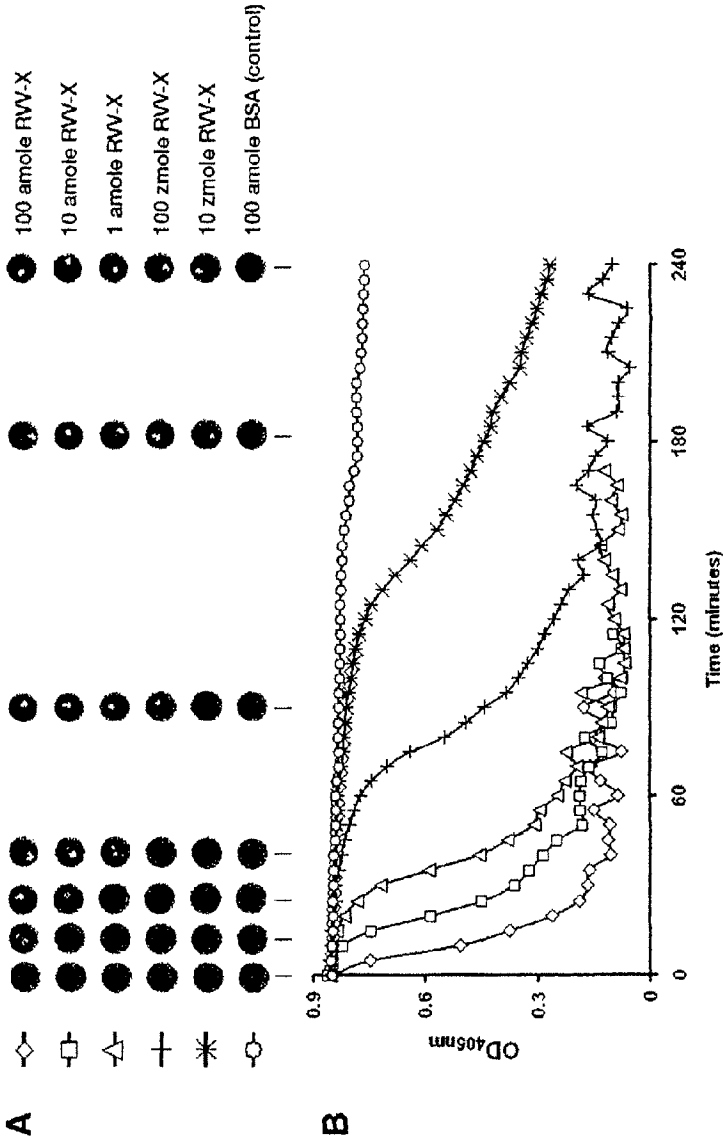 A
100 amole RVV-X
10 amole RVV-X
1 amole RVV-X
100 zmole RVV-X
10 zmole RVV-X
100 amole BSA (control)
B
OD405nm
0.9
0.6
0.3
0
0
60
120
180
240
Time (minutes)